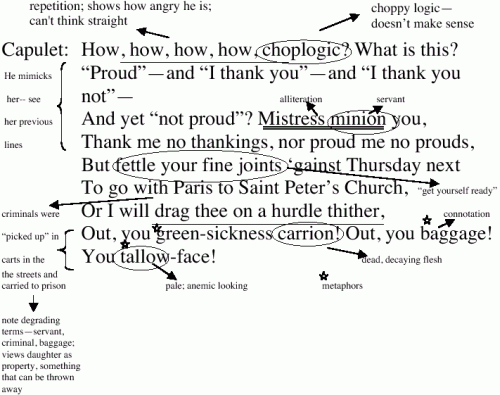 repetition; shows how angry he is;
can't think straight
choppy logic—
doesn't make sense
Capulet: How, how, how, how, choplogic? What is this?
“Proud”—and “I thank you”—and “I thank you
not”—
He mimicks
her-- see
her previous
lines
alliteration
servant
And yet “not proud”? Mistress minion you,
Thank me no thankings, nor proud me no prouds,
But fettle your fine joints ‘gainst Thursday next
To go with Paris to Saint Peter’s Church,
“get yourself ready”
Or I will drag thee on a hurdle thither,
connotation
Out, you green-sickness carrion! Out, you baggage!
You tallow-face!
criminals were
“picked up” in
carts in the
the streets and
carried to prison
dead, decaying flesh
pale; anemic looking
metaphors
note degrading
terms—servant,
criminal, baggage;
views daughter as
property, something
that can be thrown
away